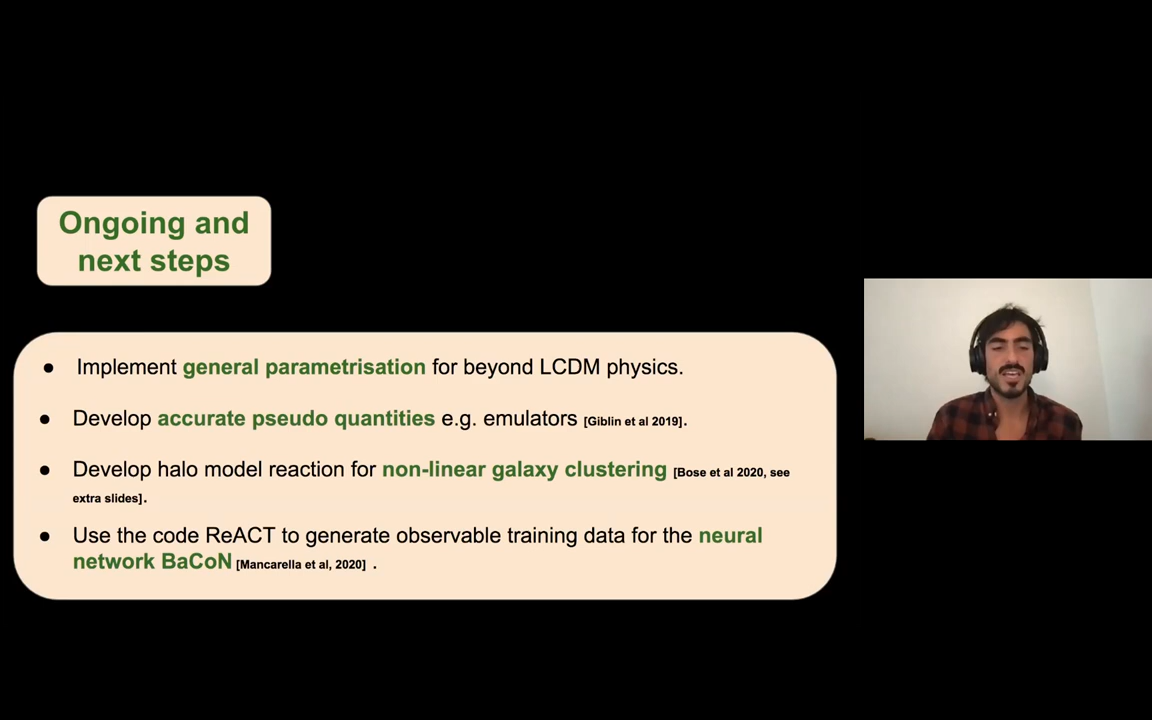 Ongoing and
next steps
● Implement general parametrisation for beyond LCDM physics.
● Develop accurate pseudo quantities e.g. emulators [Giblin et al 2019].
● Develop halo model reaction for non-linear galaxy clustering [Bose et al 2020, see
extra slides].
● Use the code ReACT to generate observable training data for the neural
network BaCoN [Mancarella et al, 2020] .